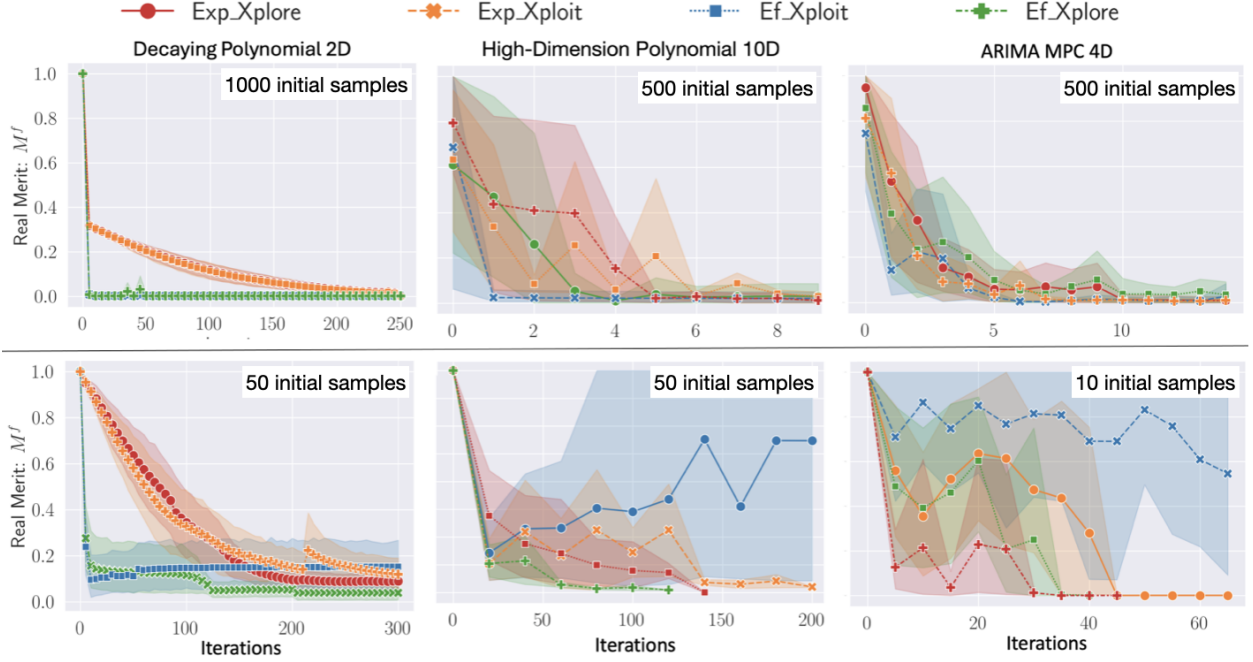 Exp_Xplore Exp_Xploit Ef_Xploit Ef_Xplore
Decaying Polynomial 2D High-Dimension Polynomial 10D ARIMA MPC 4D
1000 initial samples 500 initial samples 500 initial samples
Real Merit: M^f
1.0
0.8
0.6
0.4
0.2
0.0
0 50 100 150 200 250
0 2 4 6 8
0 5 10
50 initial samples 50 initial samples 10 initial samples
Real Merit: M^f
1.0
0.8
0.6
0.4
0.2
0.0
0 100 200 300
0 50 100 150 200
0 20 40 60
Iterations Iterations Iterations